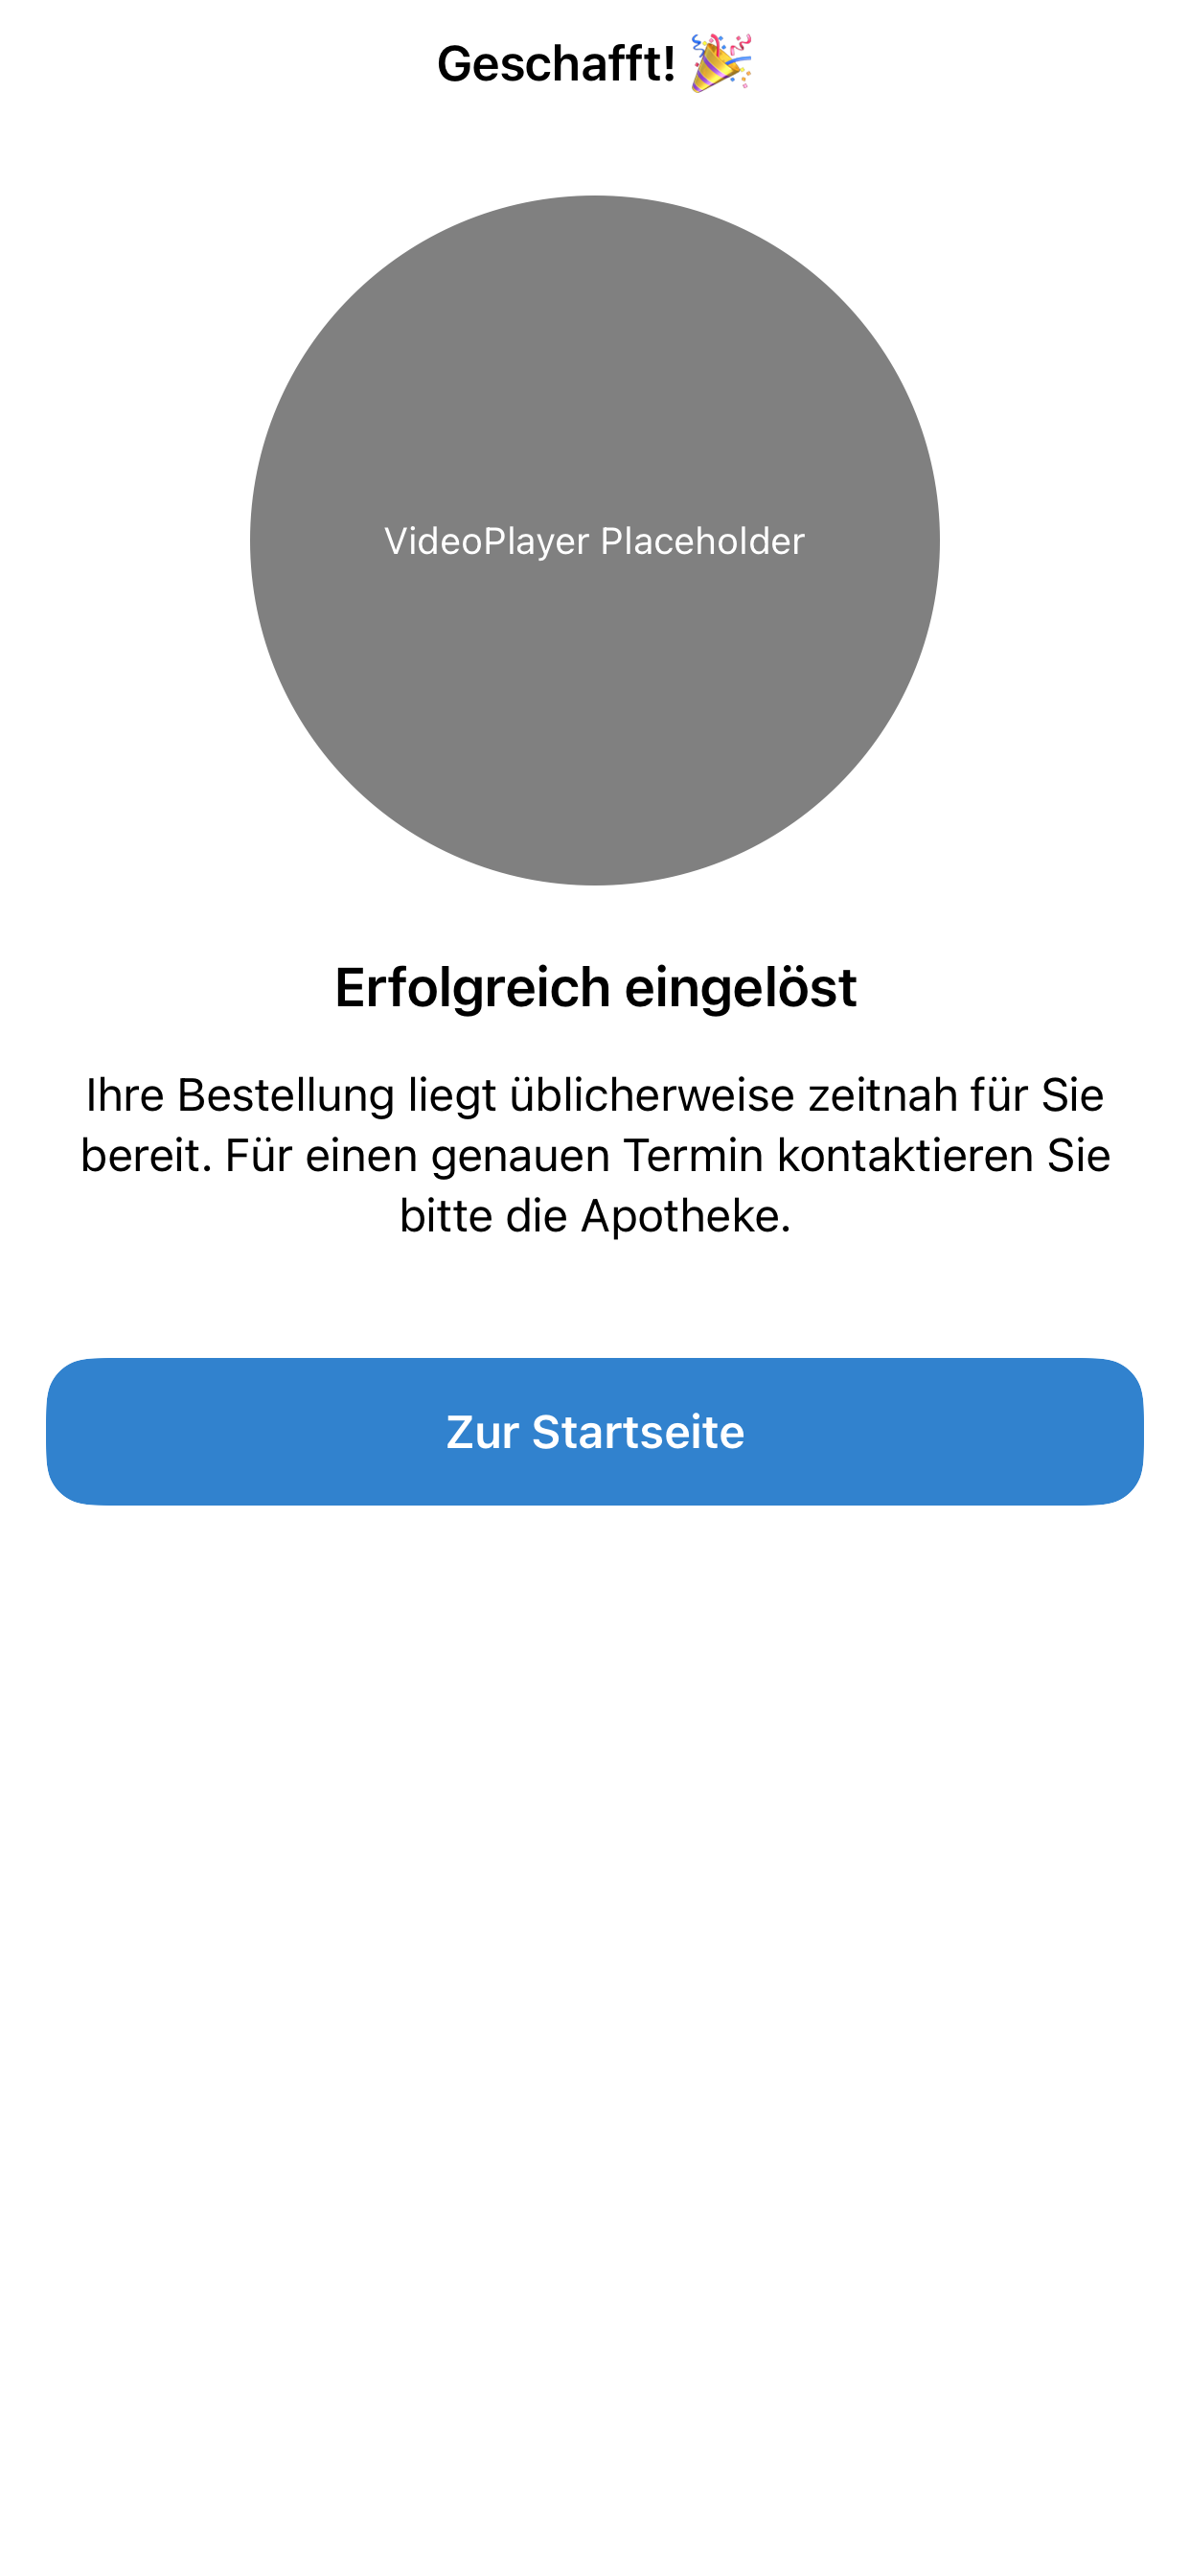 Geschafft! 🎉
VideoPlayer Placeholder
Erfolgreich eingelöst
Ihre Bestellung liegt üblicherweise zeitnah für Sie
bereit. Für einen genauen Termin kontaktieren Sie
bitte die Apotheke.
Zur Startseite